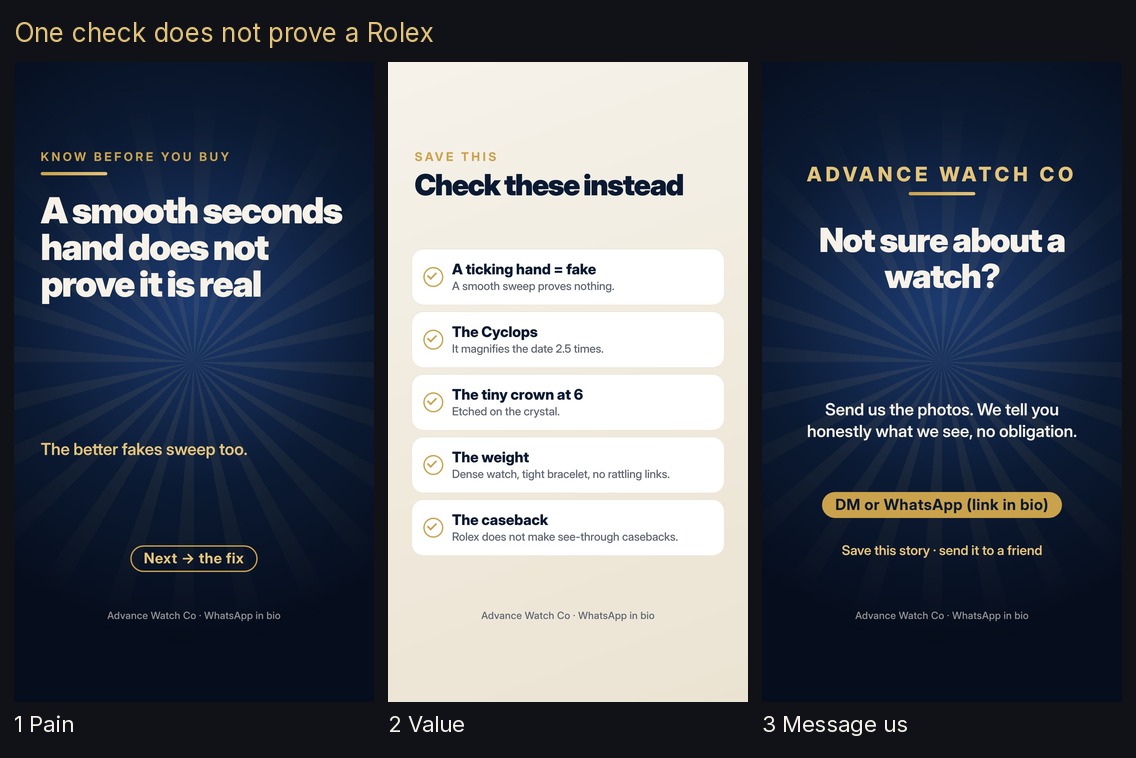 One check does not prove a Rolex
KNOW BEFORE YOU BUY
A smooth seconds
hand does not
prove it is real
The better fakes sweep too.
Next → the fix
Advance Watch Co · WhatsApp in bio
1 Pain
SAVE THIS
Check these instead
A ticking hand = fake
A smooth sweep proves nothing.
The Cyclops
It magnifies the date 2.5 times.
The tiny crown at 6
Etched on the crystal.
The weight
Dense watch, tight bracelet, no rattling links.
The caseback
Rolex does not make see-through casebacks.
Advance Watch Co · WhatsApp in bio
2 Value
ADVANCE WATCH CO
Not sure about a
watch?
Send us the photos. We tell you
honestly what we see, no obligation.
DM or WhatsApp (link in bio)
Save this story · send it to a friend
Advance Watch Co · WhatsApp in bio
3 Message us